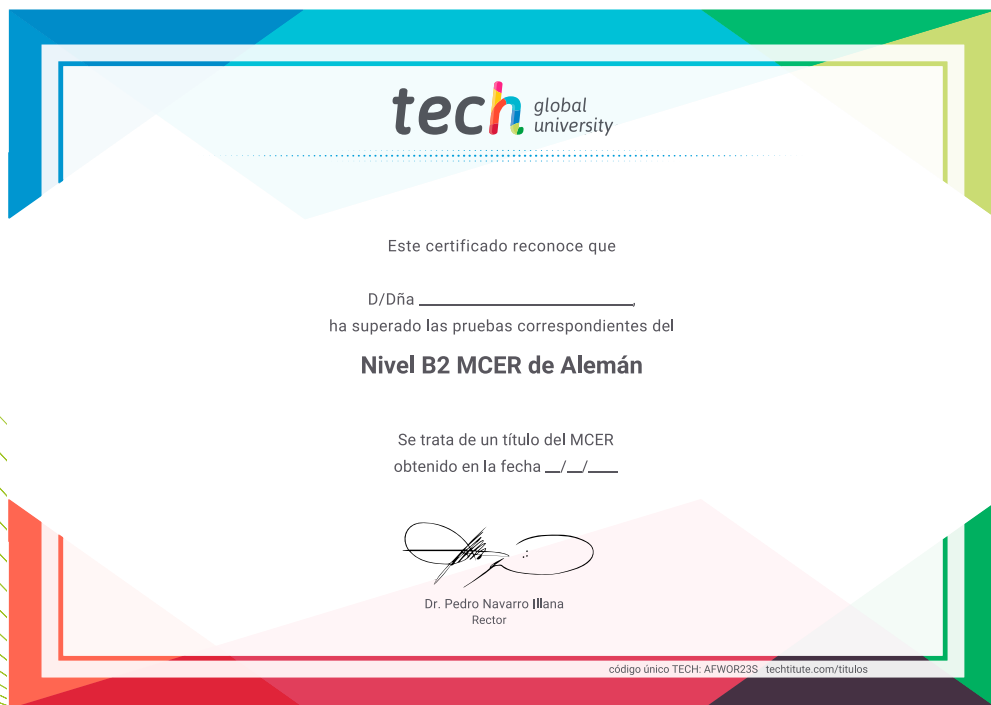 tech global university
Este certificado reconoce que
D/Dña ____________________,
ha superado las pruebas correspondientes del
Nivel B2 MCER de Alemán
Se trata de un título del MCER
obtenido en la fecha __/__/____
Dr. Pedro Navarro Illana
Rector
código único TECH: AFWOR23S techtitute.com/titulos